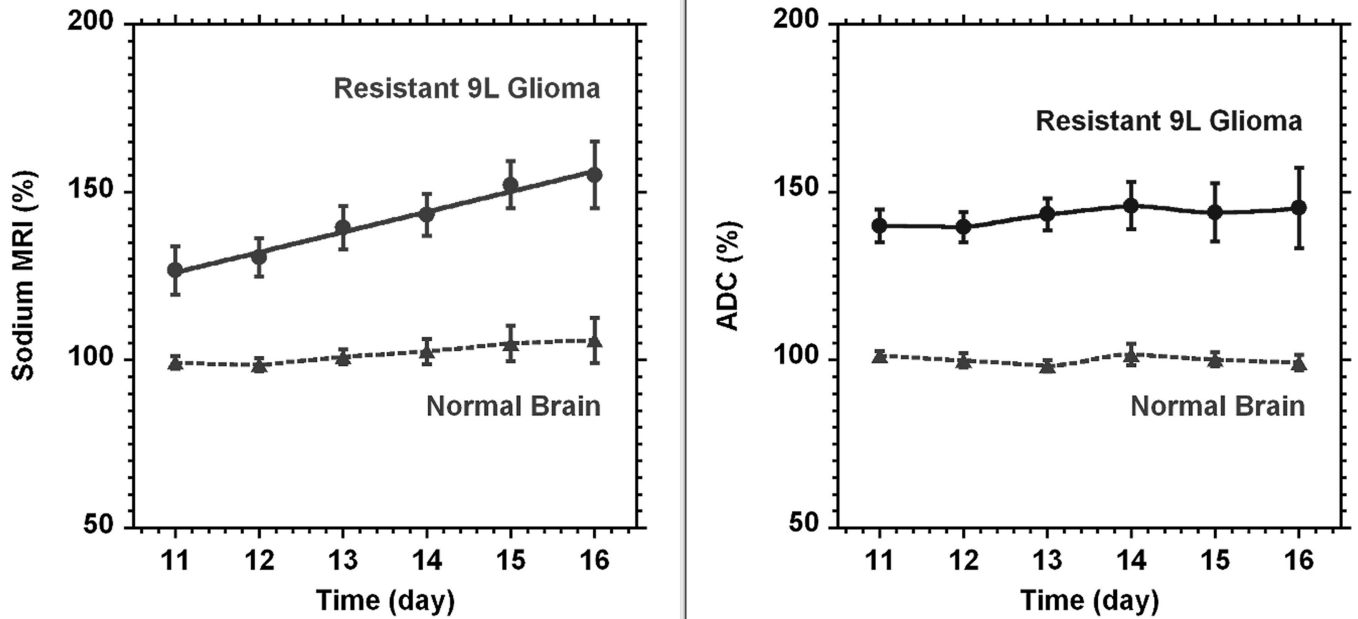 200
150
100
50
Sodium MRI (%)
Resistant 9L Glioma
Normal Brain
11 12 13 14 15 16
Time (day)
200
150
100
50
ADC (%)
Resistant 9L Glioma
Normal Brain
11 12 13 14 15 16
Time (day)